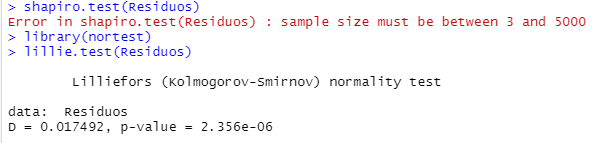 > shapiro.test(Residuos)
Error in shapiro.test(Residuos) : sample size must be between 3 and 5000
> library(nortest)
> lillie.test(Residuos)
Lilliefors (Kolmogorov-Smirnov) normality test
data:  Residuos
D = 0.017492, p-value = 2.356e-06